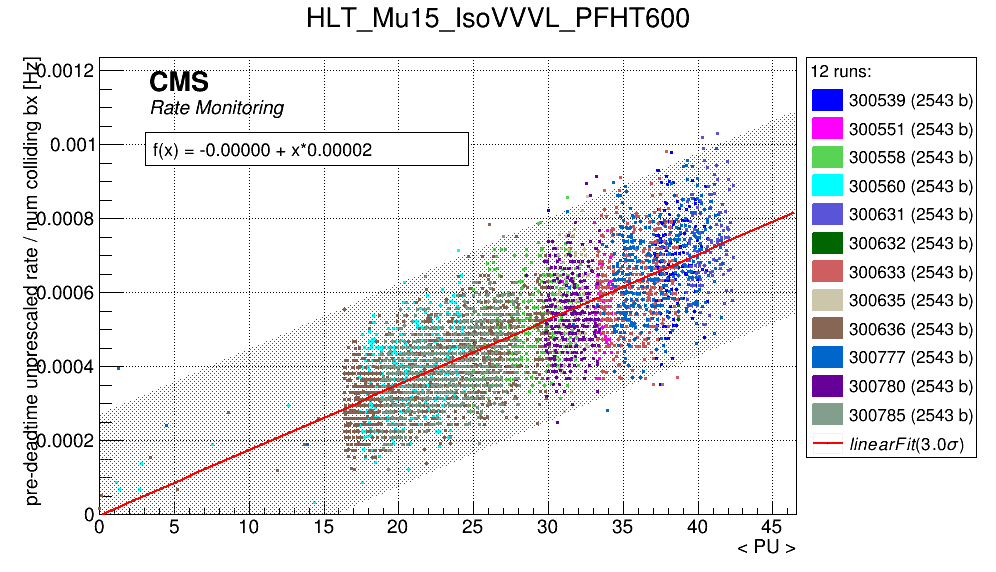 HLT_Mu15_IsoVVVL_PFHT600
pre-deadtime unprescaled rate / num colliding bx [Hz]
0.0012
0.001
0.0008
0.0006
0.0004
0.0002
0
CMS
Rate Monitoring
f(x) = -0.00000 + x*0.00002
0 5 10 15 20 25 30 35 40 45
< PU >
12 runs:
300539 (2543 b)
300551 (2543 b)
300558 (2543 b)
300560 (2543 b)
300631 (2543 b)
300632 (2543 b)
300633 (2543 b)
300635 (2543 b)
300636 (2543 b)
300777 (2543 b)
300780 (2543 b)
300785 (2543 b)
linearFit(3.0σ)